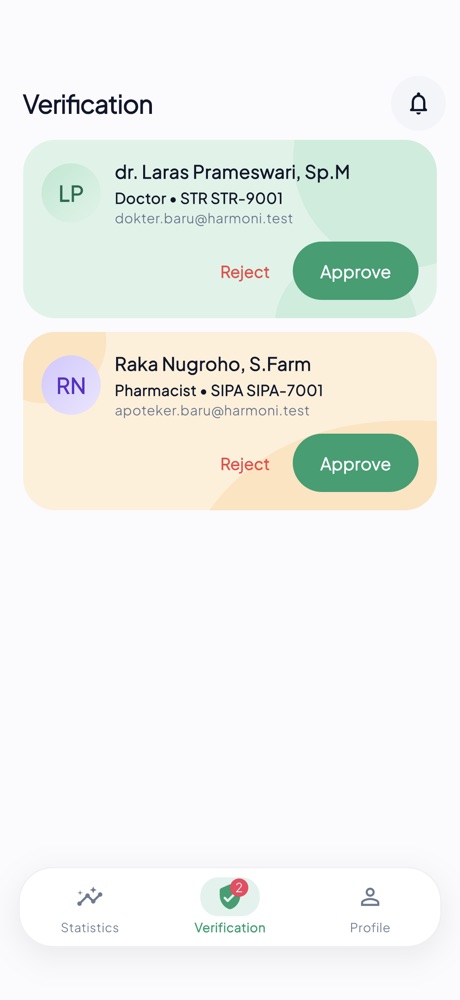 Verification
LP
dr. Laras Prameswari, Sp.M
Doctor • STR STR-9001
dokter.baru@harmoni.test
Reject
Approve
RN
Raka Nugroho, S.Farm
Pharmacist • SIPA SIPA-7001
apoteker.baru@harmoni.test
Reject
Approve
2
Statistics
Verification
Profile